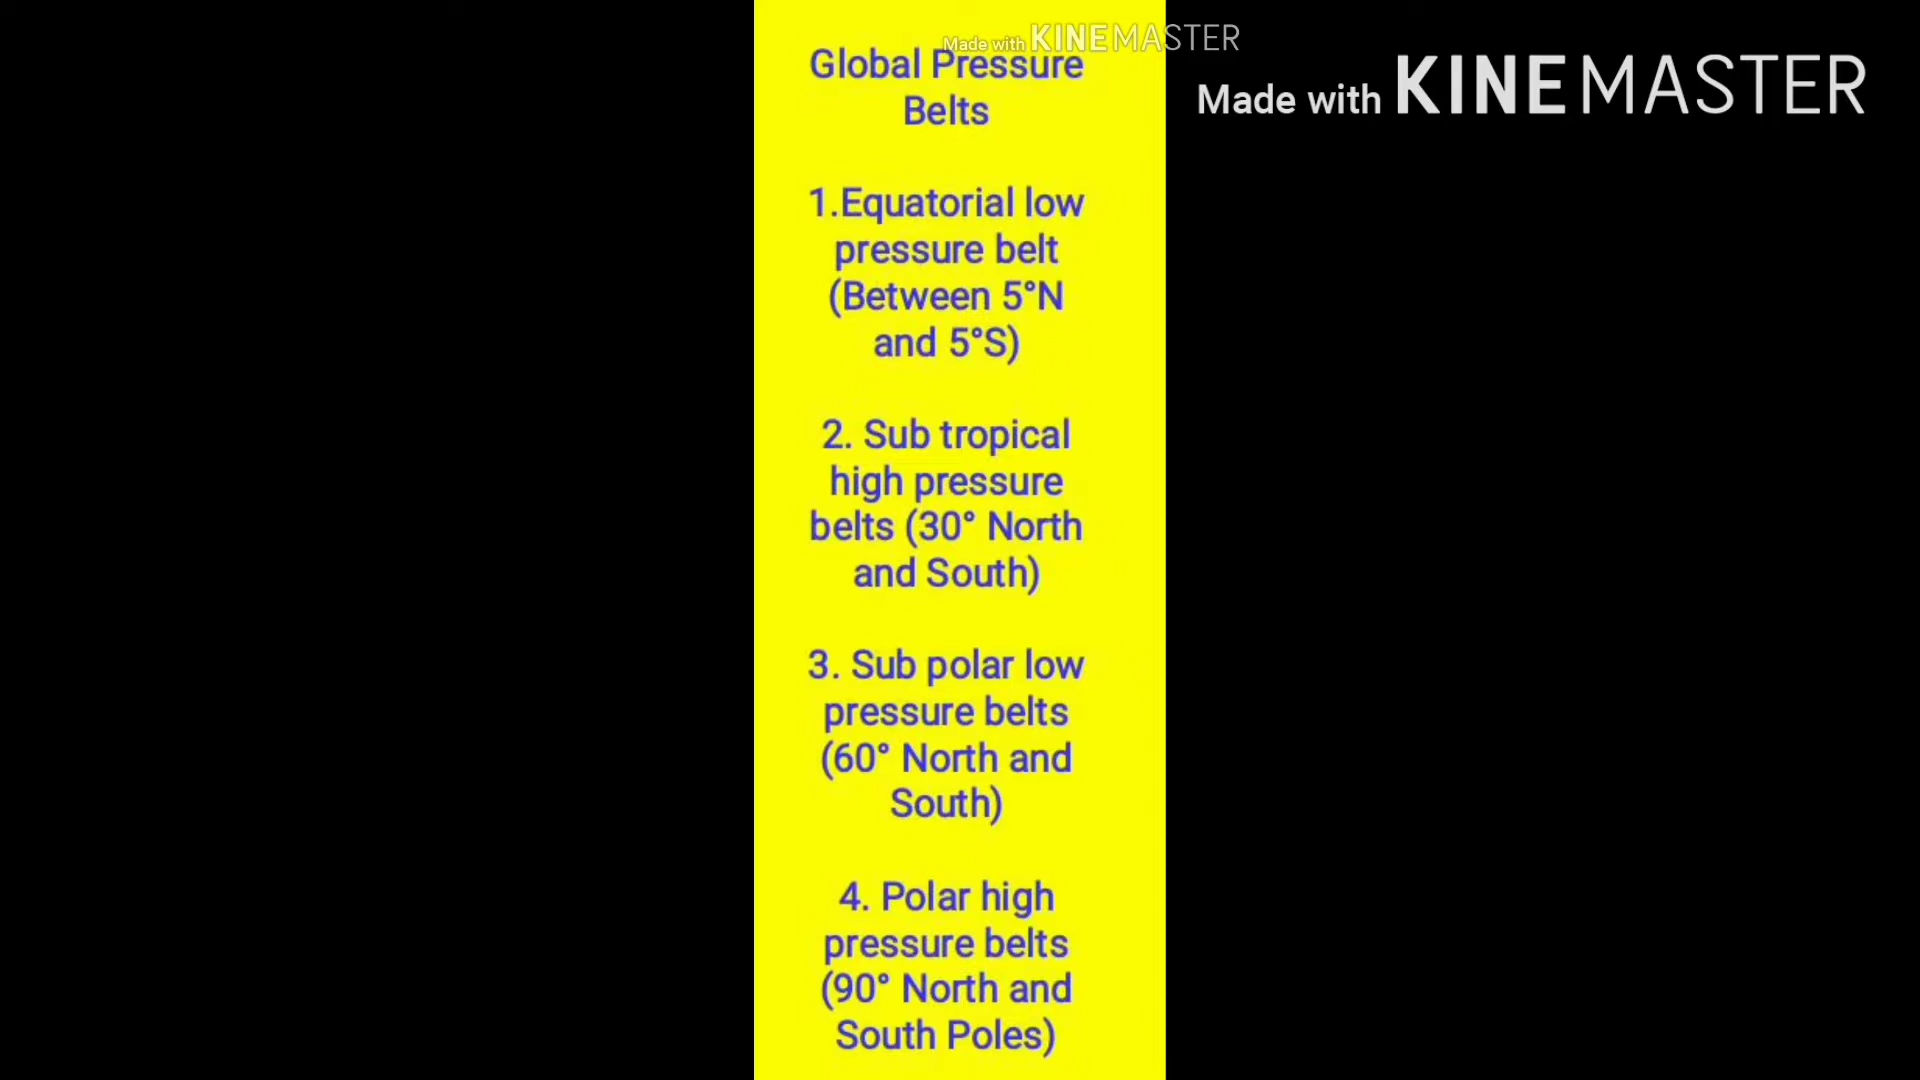 Made with KINEMASTER
Made with KINEMASTER
Global Pressure
Belts
1.Equatorial low
pressure belt
(Between 5°N
and 5°S)
2. Sub tropical
high pressure
belts (30° North
and South)
3. Sub polar low
pressure belts
(60° North and
South)
4. Polar high
pressure belts
(90° North and
South Poles)